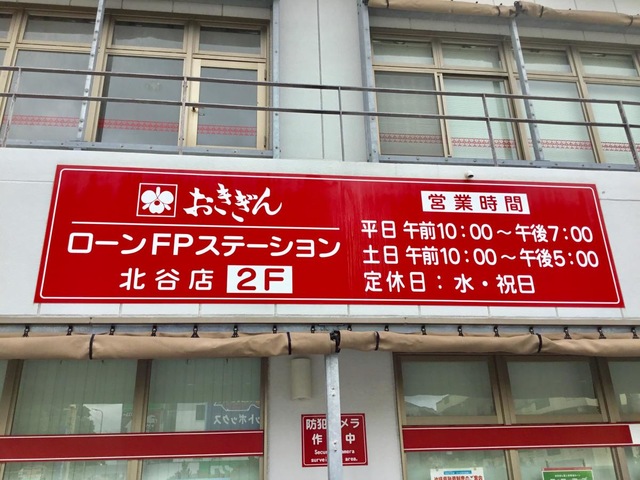 おきぎん
ローンFPステーション
北谷店 2F
営業時間
平日 午前10:00～午後7:00
土日 午前10:00～午後5:00
定休日：水・祝日
防犯カメラ
作動中